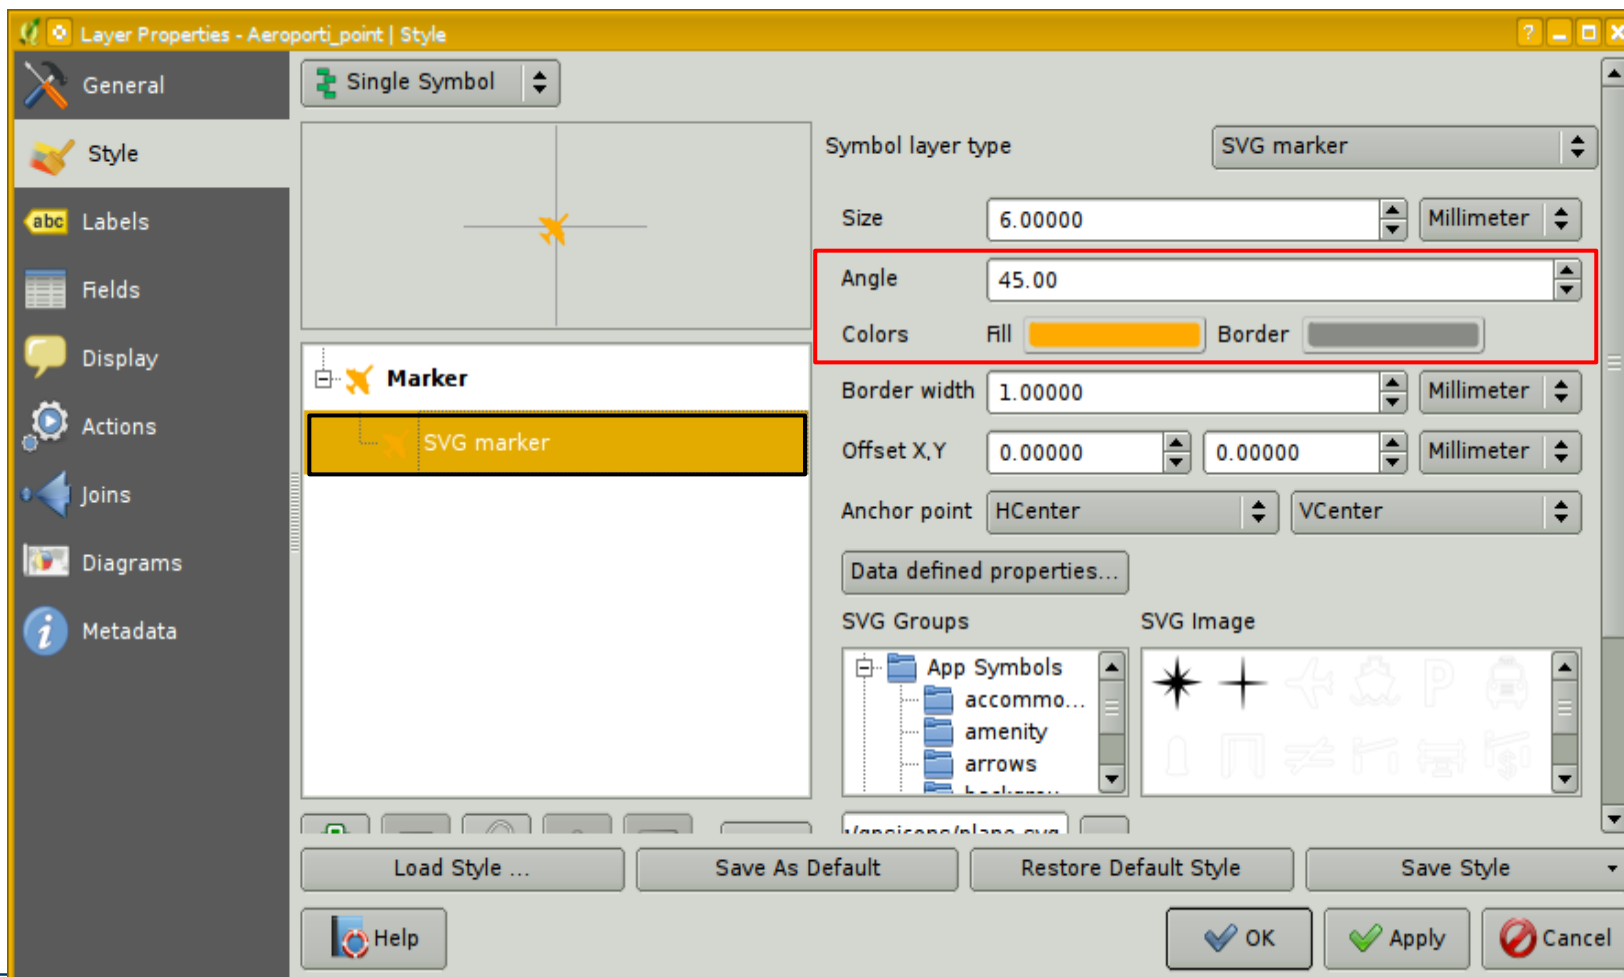 Layer Properties - Aeroporti_point | Style
General
Style
abc Labels
Fields
Display
Actions
Joins
Diagrams
Metadata
Single Symbol
Marker
SVG marker
Symbol layer type SVG marker
Size 6.00000 Millimeter
Angle 45.00
Colors Fill Border
Border width 1.00000 Millimeter
Offset X,Y 0.00000 0.00000 Millimeter
Anchor point HCenter VCenter
Data defined properties...
SVG Groups SVG Image
App Symbols
accommo...
amenity
arrows
Load Style ... Save As Default Restore Default Style Save Style
Help OK Apply Cancel